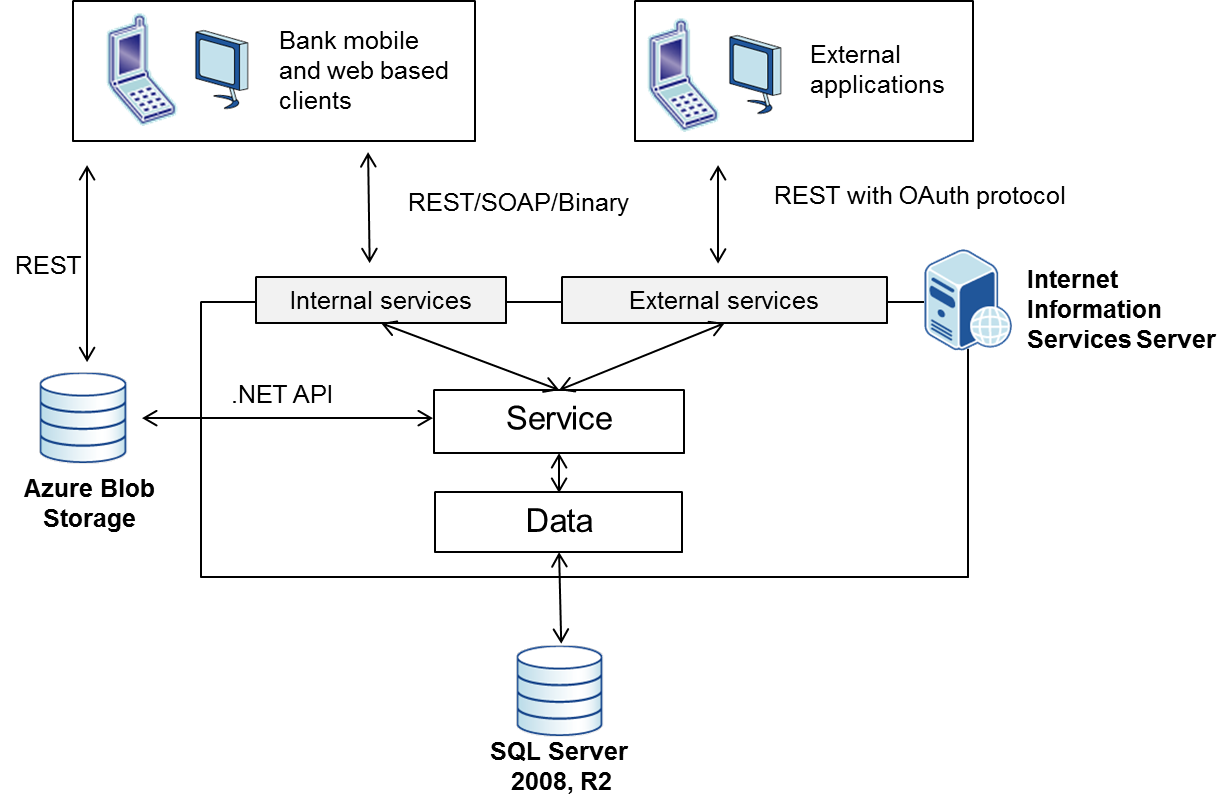 Bank mobile
and web based
clients
External
applications
REST/SOAP/Binary
REST with OAuth protocol
REST
Internal services
External services
Internet
Information
Services Server
.NET API
Service
Azure Blob
Storage
Data
SQL Server
2008, R2